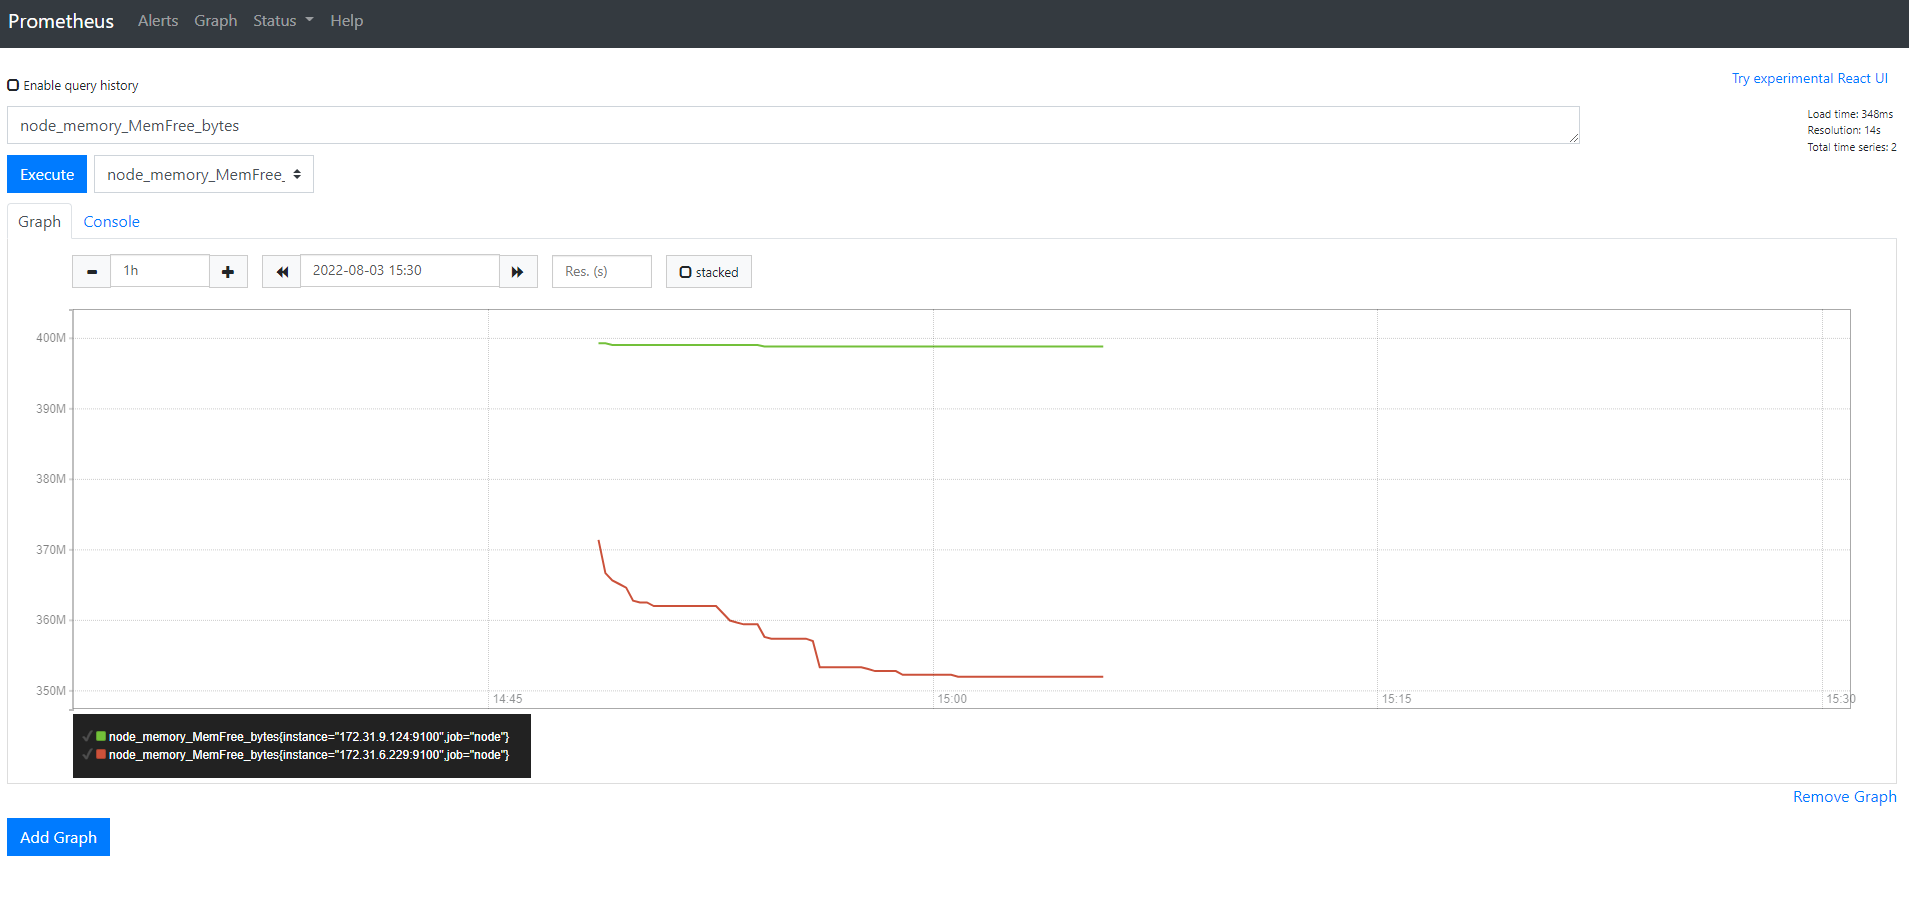 Prometheus Alerts Graph Status Help
Enable query history
Try experimental React UI
node_memory_MemFree_bytes
Load time: 348ms
Resolution: 14s
Total time series: 2
Execute node_memory_MemFree_
Graph Console
1h 2022-08-03 15:30 Res. (s) stacked
400M
390M
380M
370M
360M
350M
14:45 15:00 15:15 15:30
node_memory_MemFree_bytes{instance="172.31.9.124:9100",job="node"}
node_memory_MemFree_bytes{instance="172.31.6.229:9100",job="node"}
Remove Graph
Add Graph